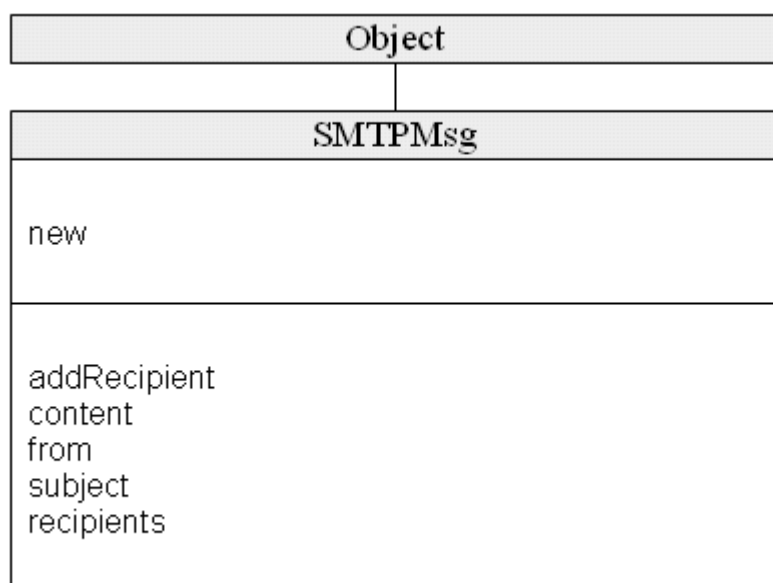 Object
SMTPMsg
new
addRecipient
content
from
subject
recipients